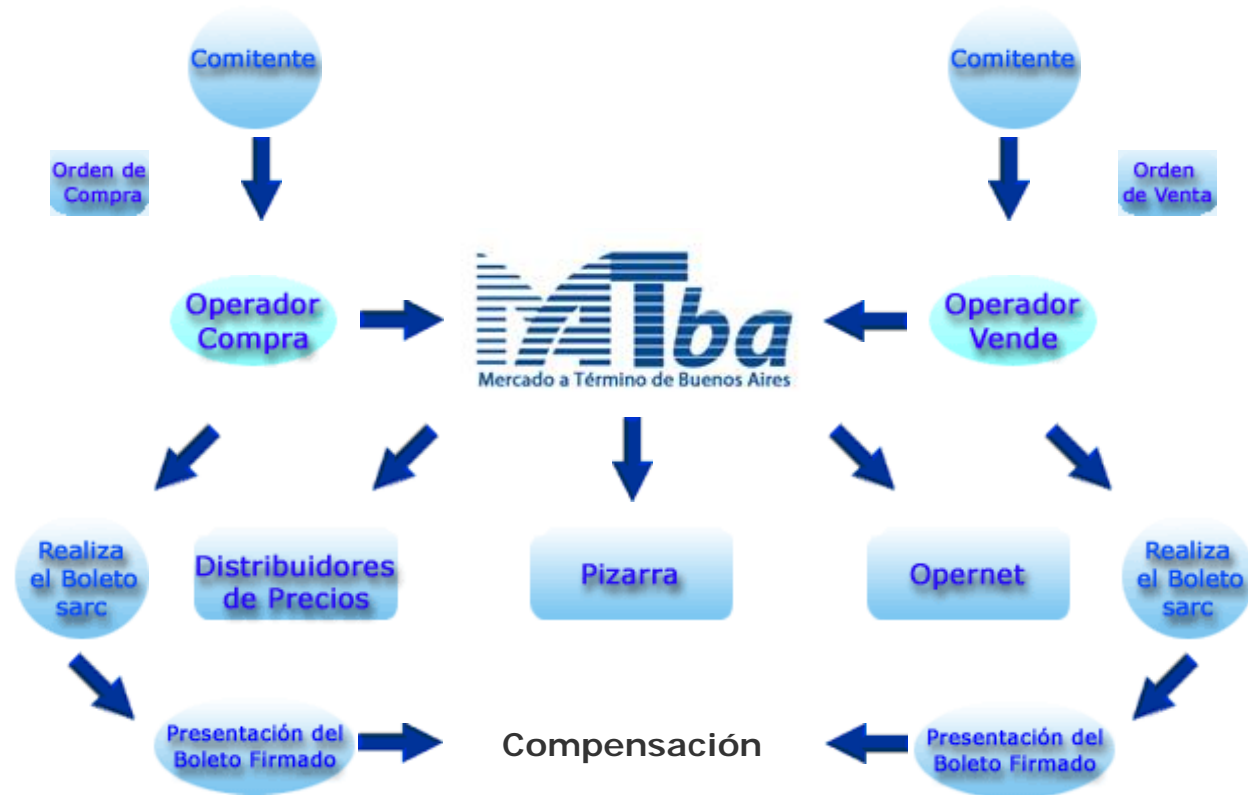 Comitente
Comitente
Orden de
Compra
Orden
de Venta
Operador
Compra
MATba
Mercado a Término de Buenos Aires
Operador
Vende
Realiza
el Boleto
sarc
Distribuidores
de Precios
Pizarra
Opernet
Realiza
el Boleto
sarc
Presentación del
Boleto Firmado
Compensación
Presentación del
Boleto Firmado